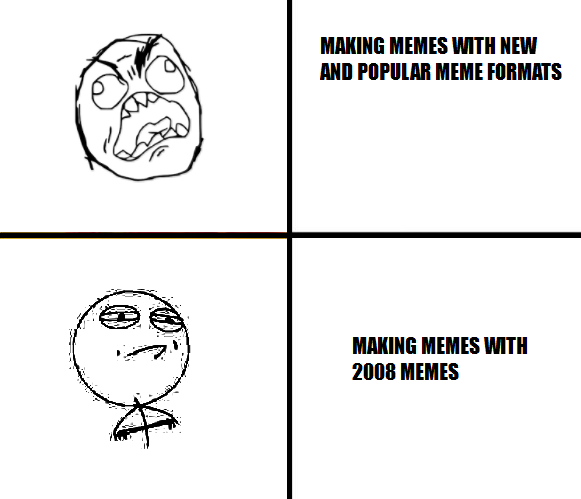 MAKING MEMES WITH NEW
AND POPULAR MEME FORMATS
MAKING MEMES WITH
2008 MEMES